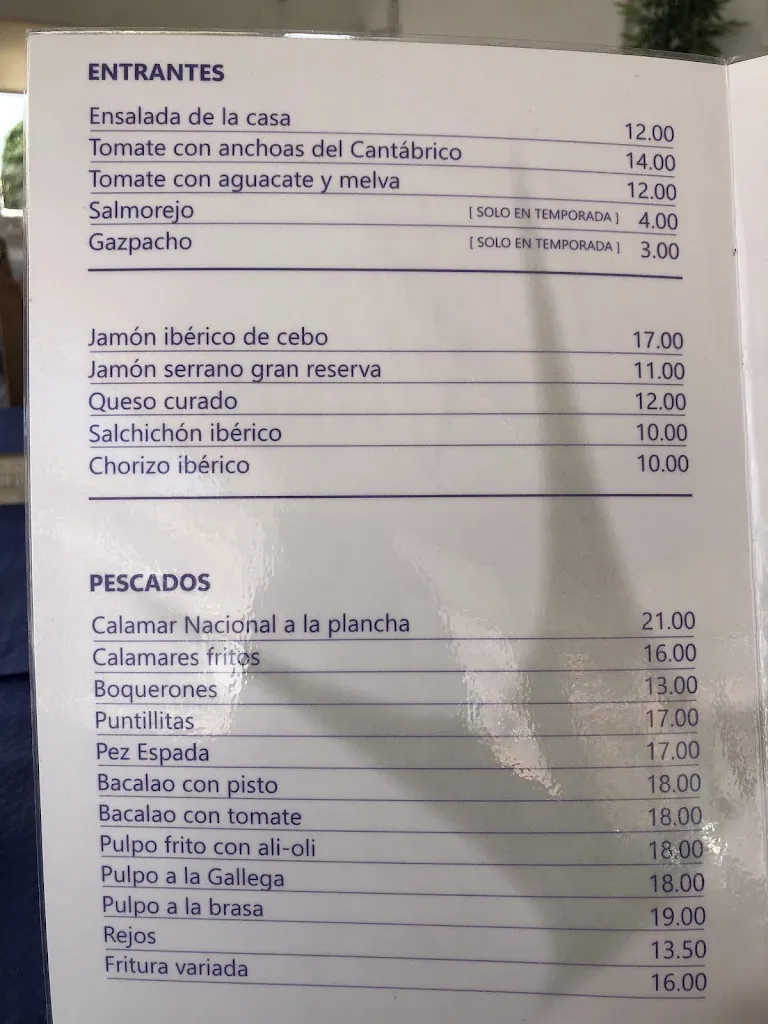 ENTRANTES
Ensalada de la casa 12.00
Tomate con anchoas del Cantábrico 14.00
Tomate con aguacate y melva 12.00
Salmorejo [ SOLO EN TEMPORADA ] 4.00
Gazpacho [ SOLO EN TEMPORADA ] 3.00
Jamón ibérico de cebo 17.00
Jamón serrano gran reserva 11.00
Queso curado 12.00
Salchichón ibérico 10.00
Chorizo ibérico 10.00
PESCADOS
Calamar Nacional a la plancha 21.00
Calamares fritos 16.00
Boquerones 13.00
Puntillitas 17.00
Pez Espada 17.00
Bacalao con pisto 18.00
Bacalao con tomate 18.00
Pulpo frito con ali-oli 18.00
Pulpo a la Gallega 18.00
Pulpo a la brasa 19.00
Rejos 13.50
Fritura variada 16.00